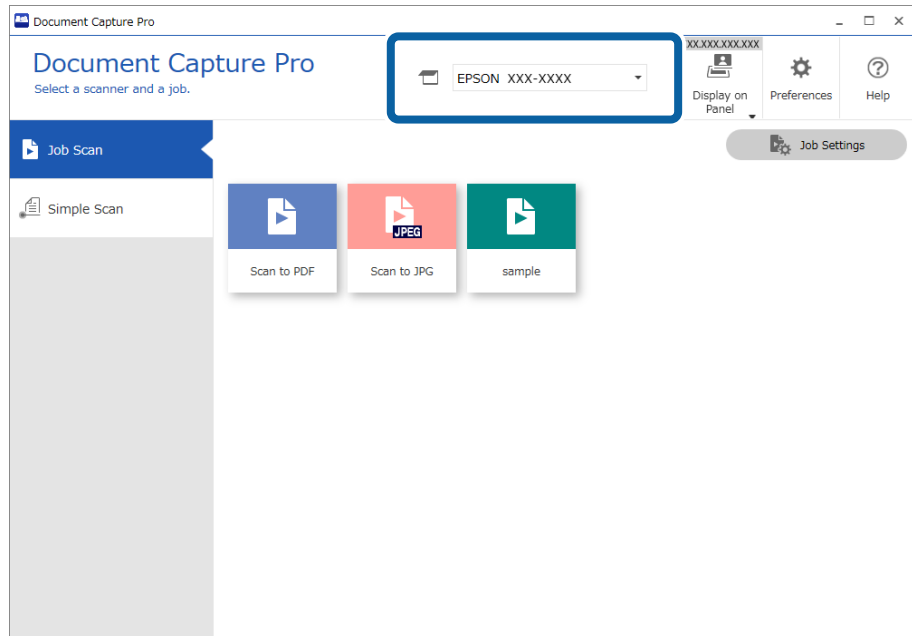 Document Capture Pro
Document Capture Pro
Select a scanner and a job.
EPSON XXX-XXXX
XX.XXX.XXX.XXX
Display on
Panel
Preferences
Help
Job Scan
Job Settings
Simple Scan
JPEG
Scan to PDF
Scan to JPG
sample